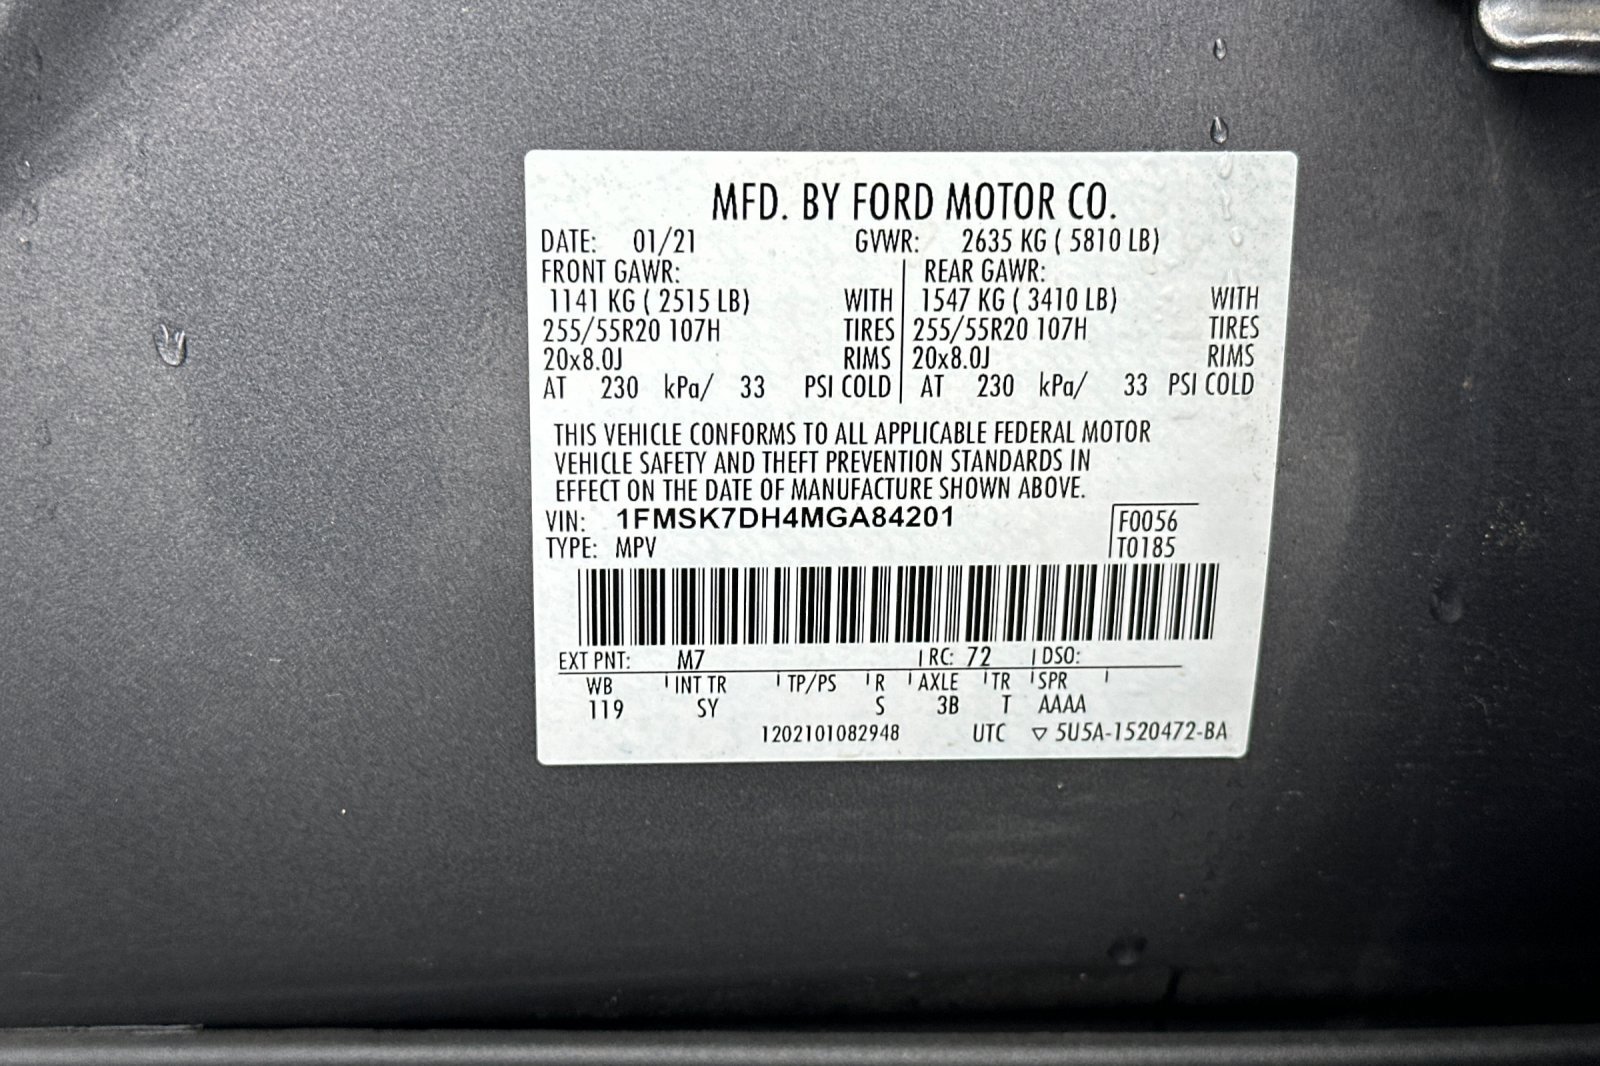 MFD. BY FORD MOTOR CO.
DATE: 01/21 GVWR: 2635 KG ( 5810 LB)
FRONT GAWR: REAR GAWR:
1141 KG ( 2515 LB) WITH 1547 KG ( 3410 LB) WITH
255/55R20 107H TIRES 255/55R20 107H TIRES
20x8.0J RIMS 20x8.0J RIMS
AT 230 kPa/ 33 PSI COLD AT 230 kPa/ 33 PSI COLD
THIS VEHICLE CONFORMS TO ALL APPLICABLE FEDERAL MOTOR
VEHICLE SAFETY AND THEFT PREVENTION STANDARDS IN
EFFECT ON THE DATE OF MANUFACTURE SHOWN ABOVE.
VIN: 1FMSK7DH4MGA84201 F0056
TYPE: MPV T0185
EXT PNT: M7 RC: 72 DSO:
WB INT TR TP/PS R AXLE TR SPR
119 SY S 3B T AAAA
1202101082948 UTC ▽ 5U5A-1520472-BA